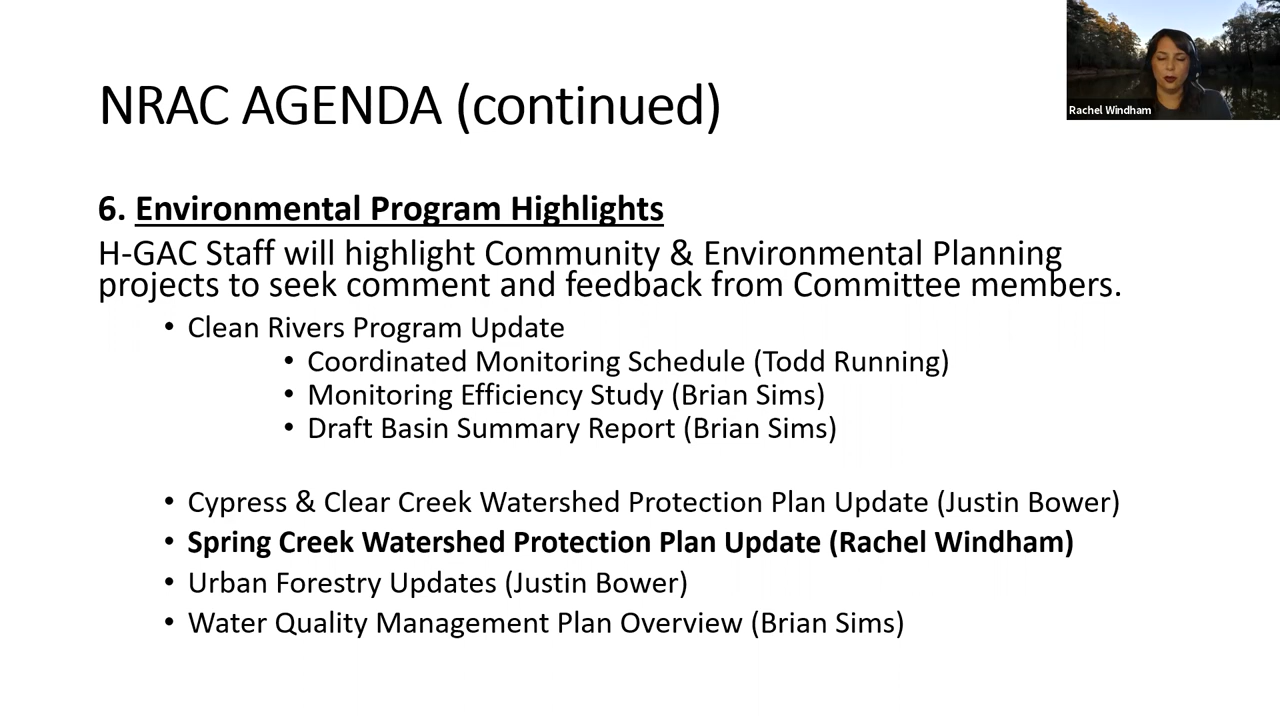 NRAC AGENDA (continued)
Rachel Windham
6. Environmental Program Highlights
H-GAC Staff will highlight Community & Environmental Planning
projects to seek comment and feedback from Committee members.
• Clean Rivers Program Update
• Coordinated Monitoring Schedule (Todd Running)
• Monitoring Efficiency Study (Brian Sims)
• Draft Basin Summary Report (Brian Sims)
• Cypress & Clear Creek Watershed Protection Plan Update (Justin Bower)
• Spring Creek Watershed Protection Plan Update (Rachel Windham)
• Urban Forestry Updates (Justin Bower)
• Water Quality Management Plan Overview (Brian Sims)